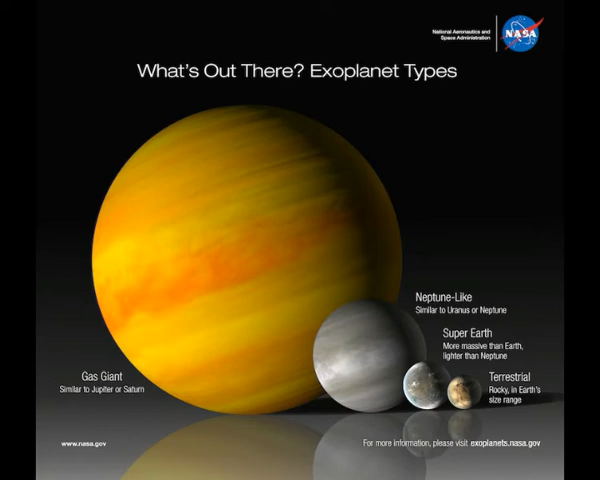 National Aeronautics and
Space Administration
NASA
What's Out There? Exoplanet Types
Neptune-Like
Similar to Uranus or Neptune
Super Earth
More massive than Earth,
lighter than Neptune
Gas Giant
Similar to Jupiter or Saturn
Terrestrial
Rocky, in Earth's
size range
www.nasa.gov
For more information, please visit exoplanets.nasa.gov